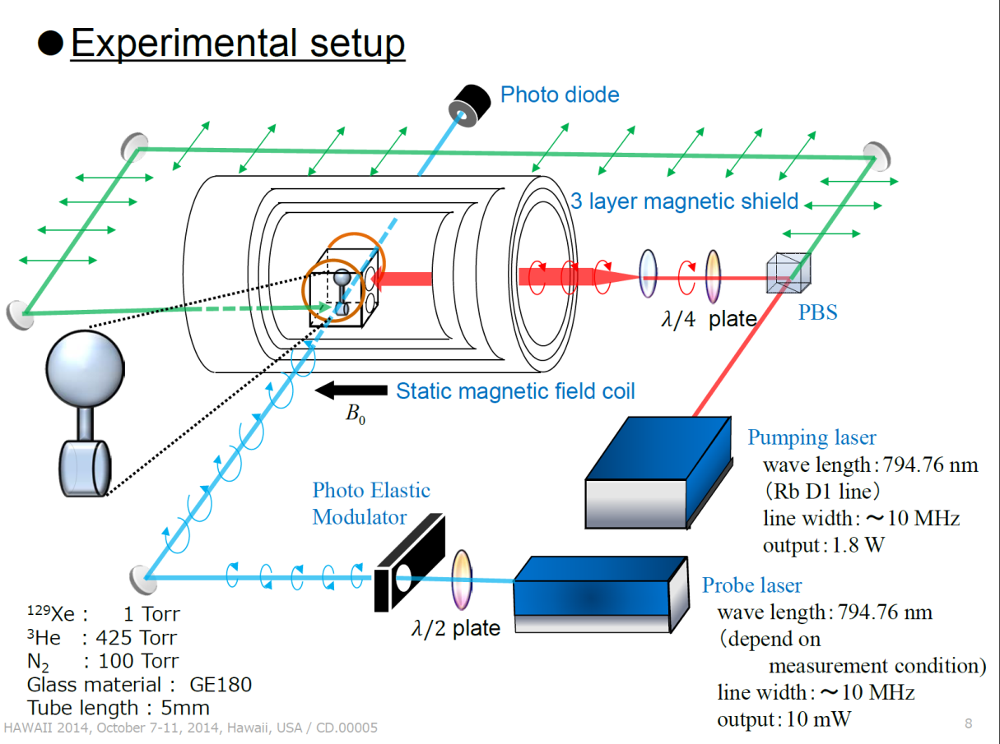 ● Experimental setup
Photo diode
3 layer magnetic shield
λ/4 plate
PBS
Static magnetic field coil
B₀
Pumping laser
wave length : 794.76 nm
(Rb D1 line)
line width : ~10 MHz
output : 1.8 W
Photo Elastic
Modulator
λ/2 plate
Probe laser
wave length : 794.76 nm
(depend on
measurement condition)
line width : ~10 MHz
output : 10 mW
¹²⁹Xe : 1 Torr
³He : 425 Torr
N₂ : 100 Torr
Glass material : GE180
Tube length : 5mm
HAWAII 2014, October 7-11, 2014, Hawaii, USA / CD.00005
8